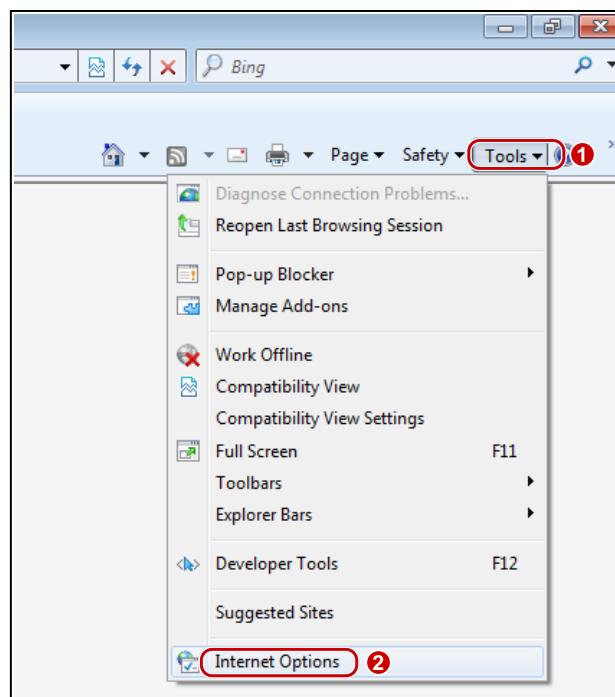 Bing
Page Safety Tools 1 »
Diagnose Connection Problems...
Reopen Last Browsing Session
Pop-up Blocker
Manage Add-ons
Work Offline
Compatibility View
Compatibility View Settings
Full Screen F11
Toolbars
Explorer Bars
Developer Tools F12
Suggested Sites
Internet Options 2